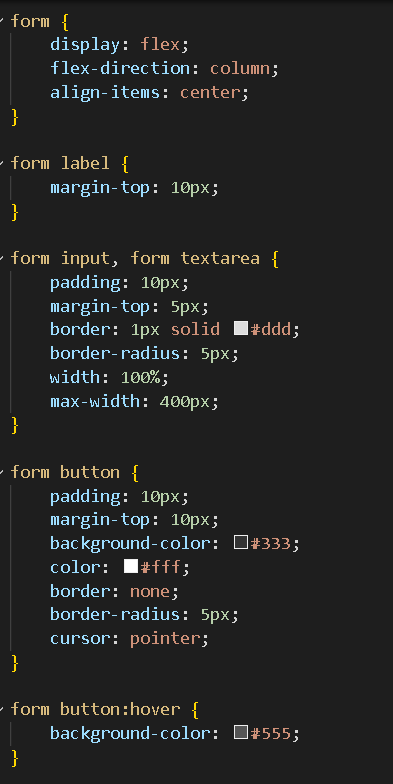 form {
    display: flex;
    flex-direction: column;
    align-items: center;
}

form label {
    margin-top: 10px;
}

form input, form textarea {
    padding: 10px;
    margin-top: 5px;
    border: 1px solid #ddd;
    border-radius: 5px;
    width: 100%;
    max-width: 400px;
}

form button {
    padding: 10px;
    margin-top: 10px;
    background-color: #333;
    color: #fff;
    border: none;
    border-radius: 5px;
    cursor: pointer;
}

form button:hover {
    background-color: #555;
}